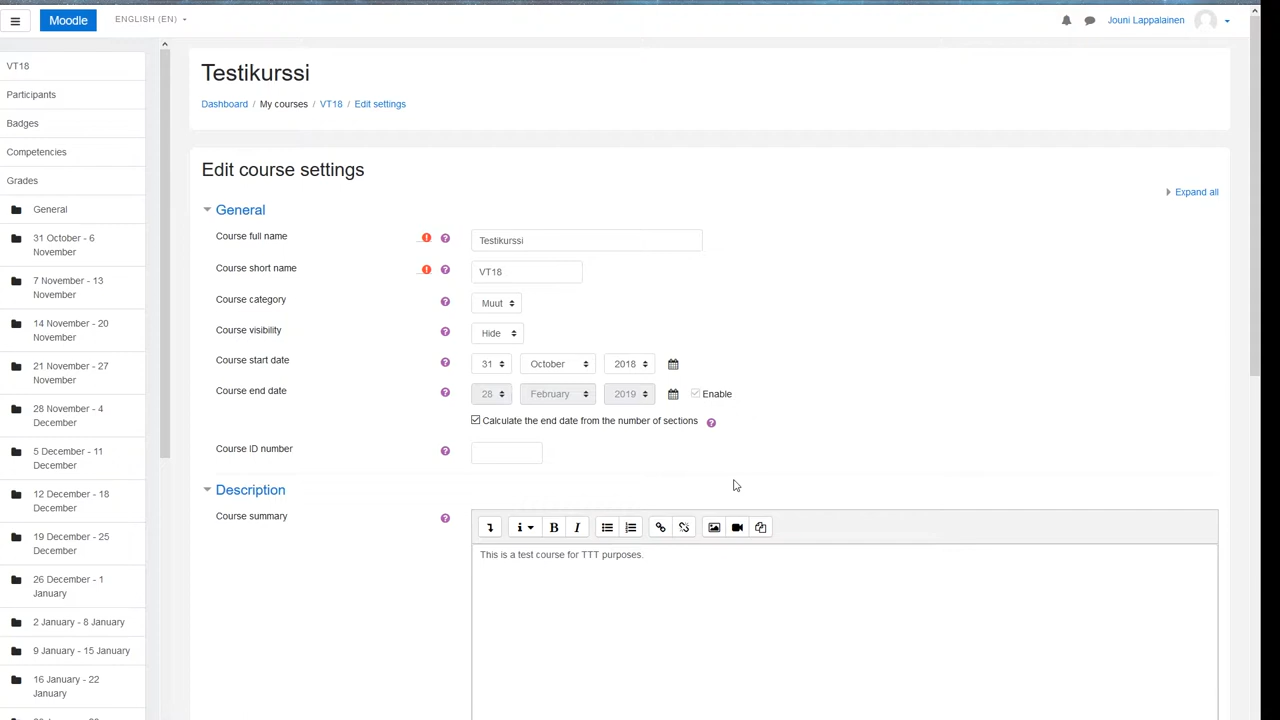 Moodle
ENGLISH (EN)
Jouni Lappalainen
VT18
Participants
Badges
Competencies
Grades
General
31 October - 6
November
7 November - 13
November
14 November - 20
November
21 November - 27
November
28 November - 4
December
5 December - 11
December
12 December - 18
December
19 December - 25
December
26 December - 1
January
2 January - 8 January
9 January - 15 January
16 January - 22
January
Testikurssi
Dashboard / My courses / VT18 / Edit settings
Edit course settings
Expand all
General
Course full name
Testikurssi
Course short name
VT18
Course category
Muut
Course visibility
Hide
Course start date
31 October 2018
Course end date
28 February 2019 Enable
Calculate the end date from the number of sections
Course ID number
Description
Course summary
B I
This is a test course for TTT purposes.